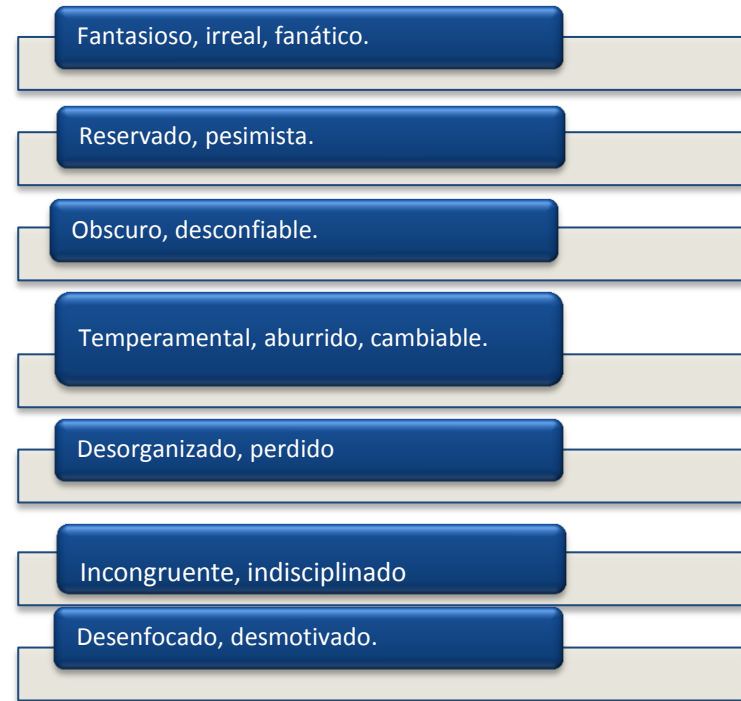 Fantasioso, irreal, fanático.
Reservado, pesimista.
Obscuro, desconfiable.
Temperamental, aburrido, cambiable.
Desorganizado, perdido
Incongruente, indisciplinado
Desenfocado, desmotivado.